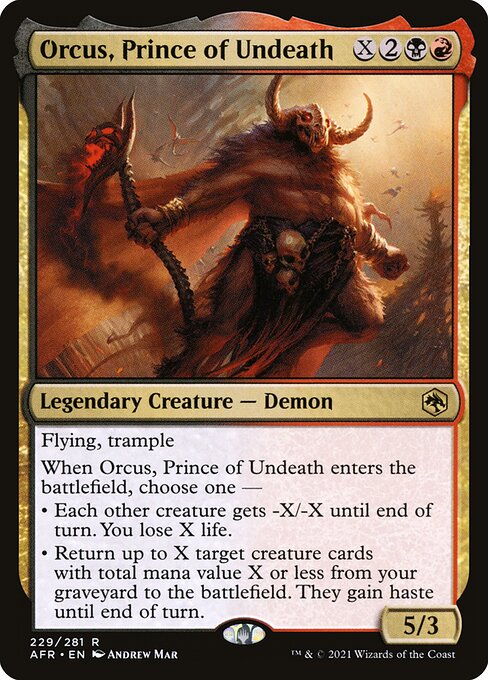 Orcus, Prince of Undeath X2
Legendary Creature — Demon
Flying, trample
When Orcus, Prince of Undeath enters the
battlefield, choose one —
• Each other creature gets -X/-X until end of
turn. You lose X life.
• Return up to X target creature cards
with total mana value X or less from your
graveyard to the battlefield. They gain haste
until end of turn.
5/3
229/281 R
AFR • EN Andrew Mar
™ & © 2021 Wizards of the Coast